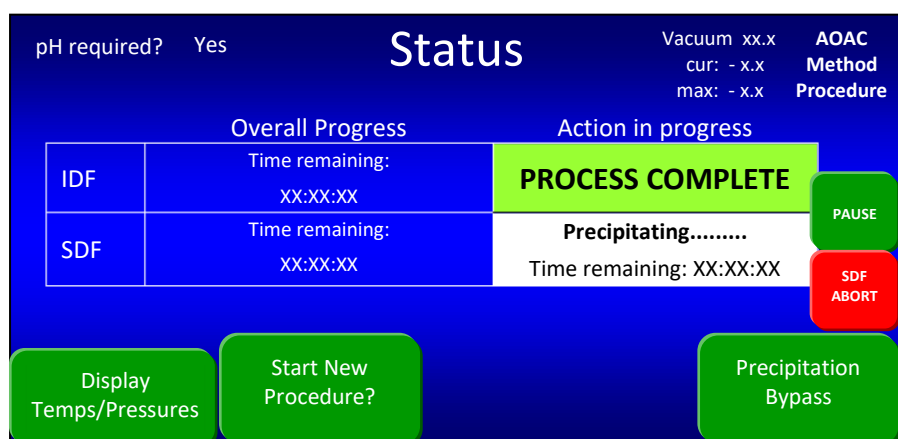 pH required? Yes
Status
Vacuum xx.x
cur: - x.x
max: - x.x
AOAC
Method
Procedure
Overall Progress
Action in progress
IDF
Time remaining:
XX:XX:XX
PROCESS COMPLETE
SDF
Time remaining:
XX:XX:XX
Precipitating.........
Time remaining: XX:XX:XX
PAUSE
SDF
ABORT
Display
Temps/Pressures
Start New
Procedure?
Precipitation
Bypass